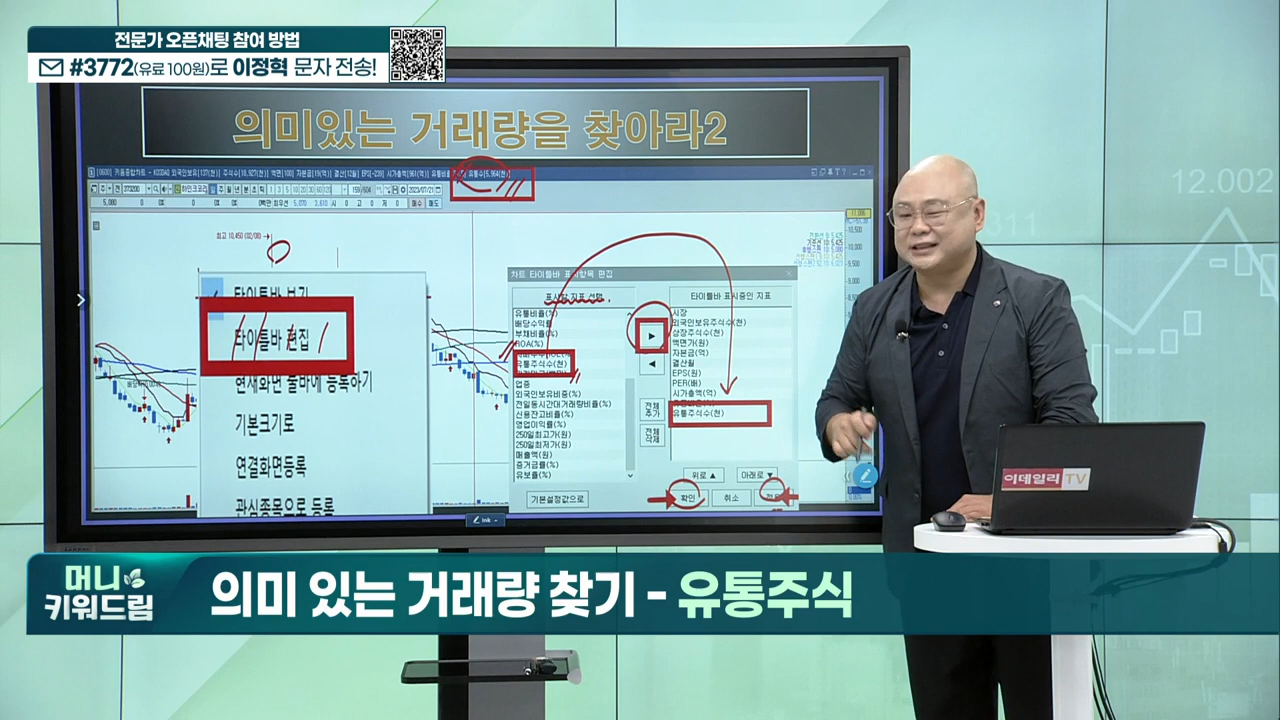 전문가 오픈채팅 참여 방법
#3772(유료 100원)로 이정혁 문자 전송!
의미있는 거래량을 찾아라2
최고 10,450 (02/08)
타이틀바 보기
타이틀바 편집
현재화면 툴바에 등록하기
기본크기로
연결화면등록
관심종목으로 등록
차트 타이틀바 표시항목 편집
표시할 지표 선택
유통비율(%)
배당수익률
부채비율(%)
ROA(%)
유통주식수(천)
업종
외국인보유비중(%)
전일동시간대거래량비율(%)
신용잔고비율(%)
영업이익률(%)
250일최고가(원)
250일최저가(원)
매출액(원)
증거금률(%)
유보율(%)
기본설정값으로
▶
◀
전체
추가
전체
삭제
타이틀바 표시중인 지표
시장
외국인보유주식수(천)
상장주식수(천)
액면가(원)
자본금(억)
결산월
EPS(원)
PER(배)
시가총액(억)
유통주식수(천)
위로▲
아래로▼
확인
취소
Ink
12.002
이데일리 TV
머니
키워드림
의미 있는 거래량 찾기 - 유통주식